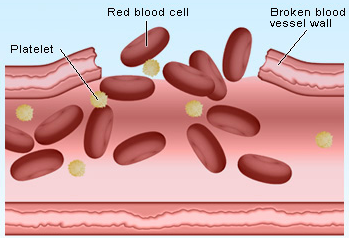 Red blood cell
Broken blood
vessel wall
Platelet